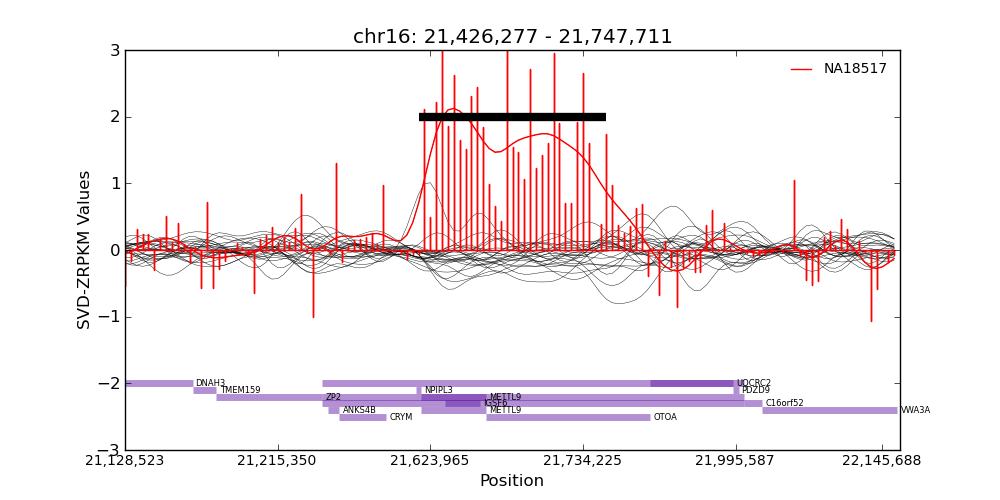 chr16: 21,426,277 - 21,747,711
NA18517
SVD-ZRPKM Values
3
2
1
0
−1
−2
−3
DNAH3
UQCRC2
TMEM159
NPIPL3
PDZD9
ZP2
METTL9
IGSF6
C16orf52
ANKS4B
METTL9
VWA3A
CRYM
OTOA
21,128,523
21,215,350
21,623,965
21,734,225
21,995,587
22,145,688
Position